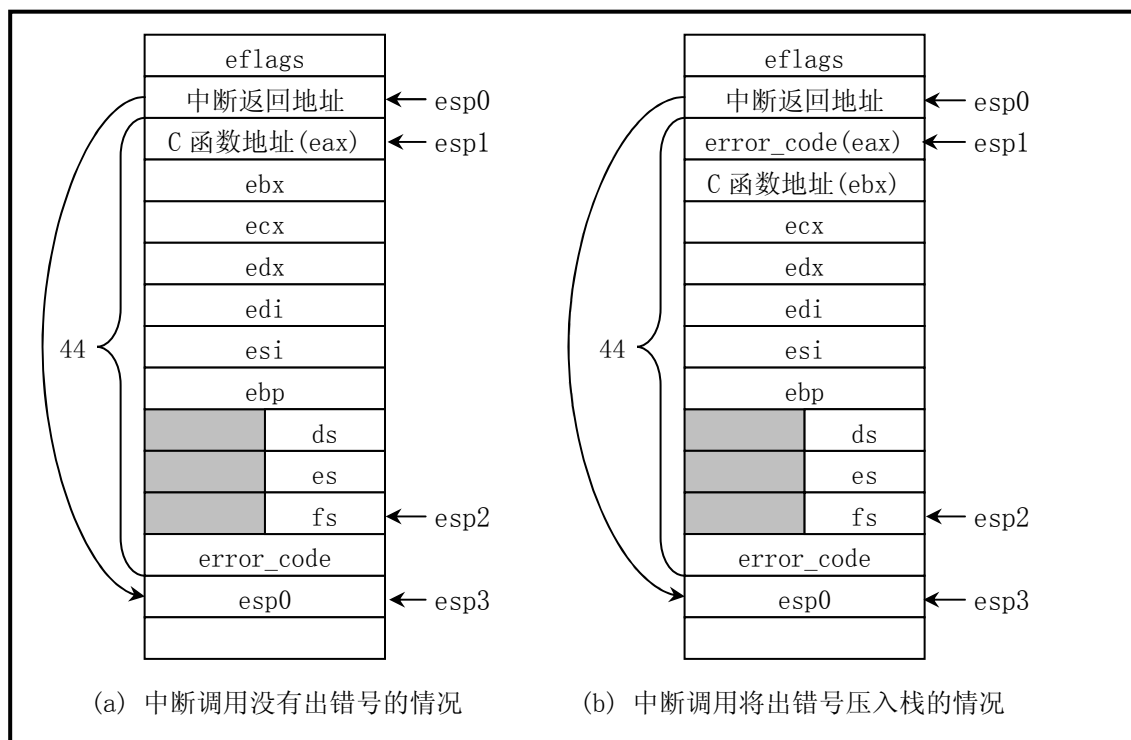 eflags
中断返回地址
esp0
C 函数地址(eax)
esp1
ebx
ecx
edx
edi
44
esi
ebp
ds
es
fs
esp2
error_code
esp0
esp3
(a) 中断调用没有出错号的情况
eflags
中断返回地址
esp0
error_code(eax)
esp1
C 函数地址(ebx)
ecx
edx
edi
44
esi
ebp
ds
es
fs
esp2
error_code
esp0
esp3
(b) 中断调用将出错号压入栈的情况